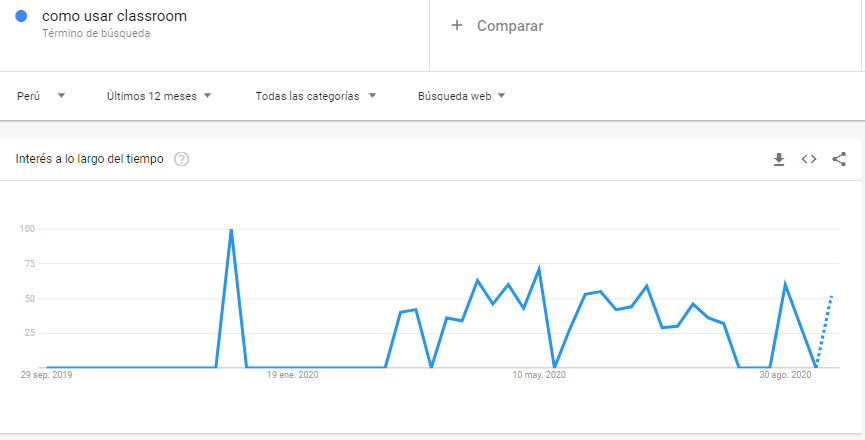 como usar classroom
Término de búsqueda
+ Comparar
Perú
Últimos 12 meses
Todas las categorías
Búsqueda web
Interés a lo largo del tiempo
?
<>
100
75
50
25
29 sep. 2019
19 ene. 2020
10 may. 2020
30 ago. 2020